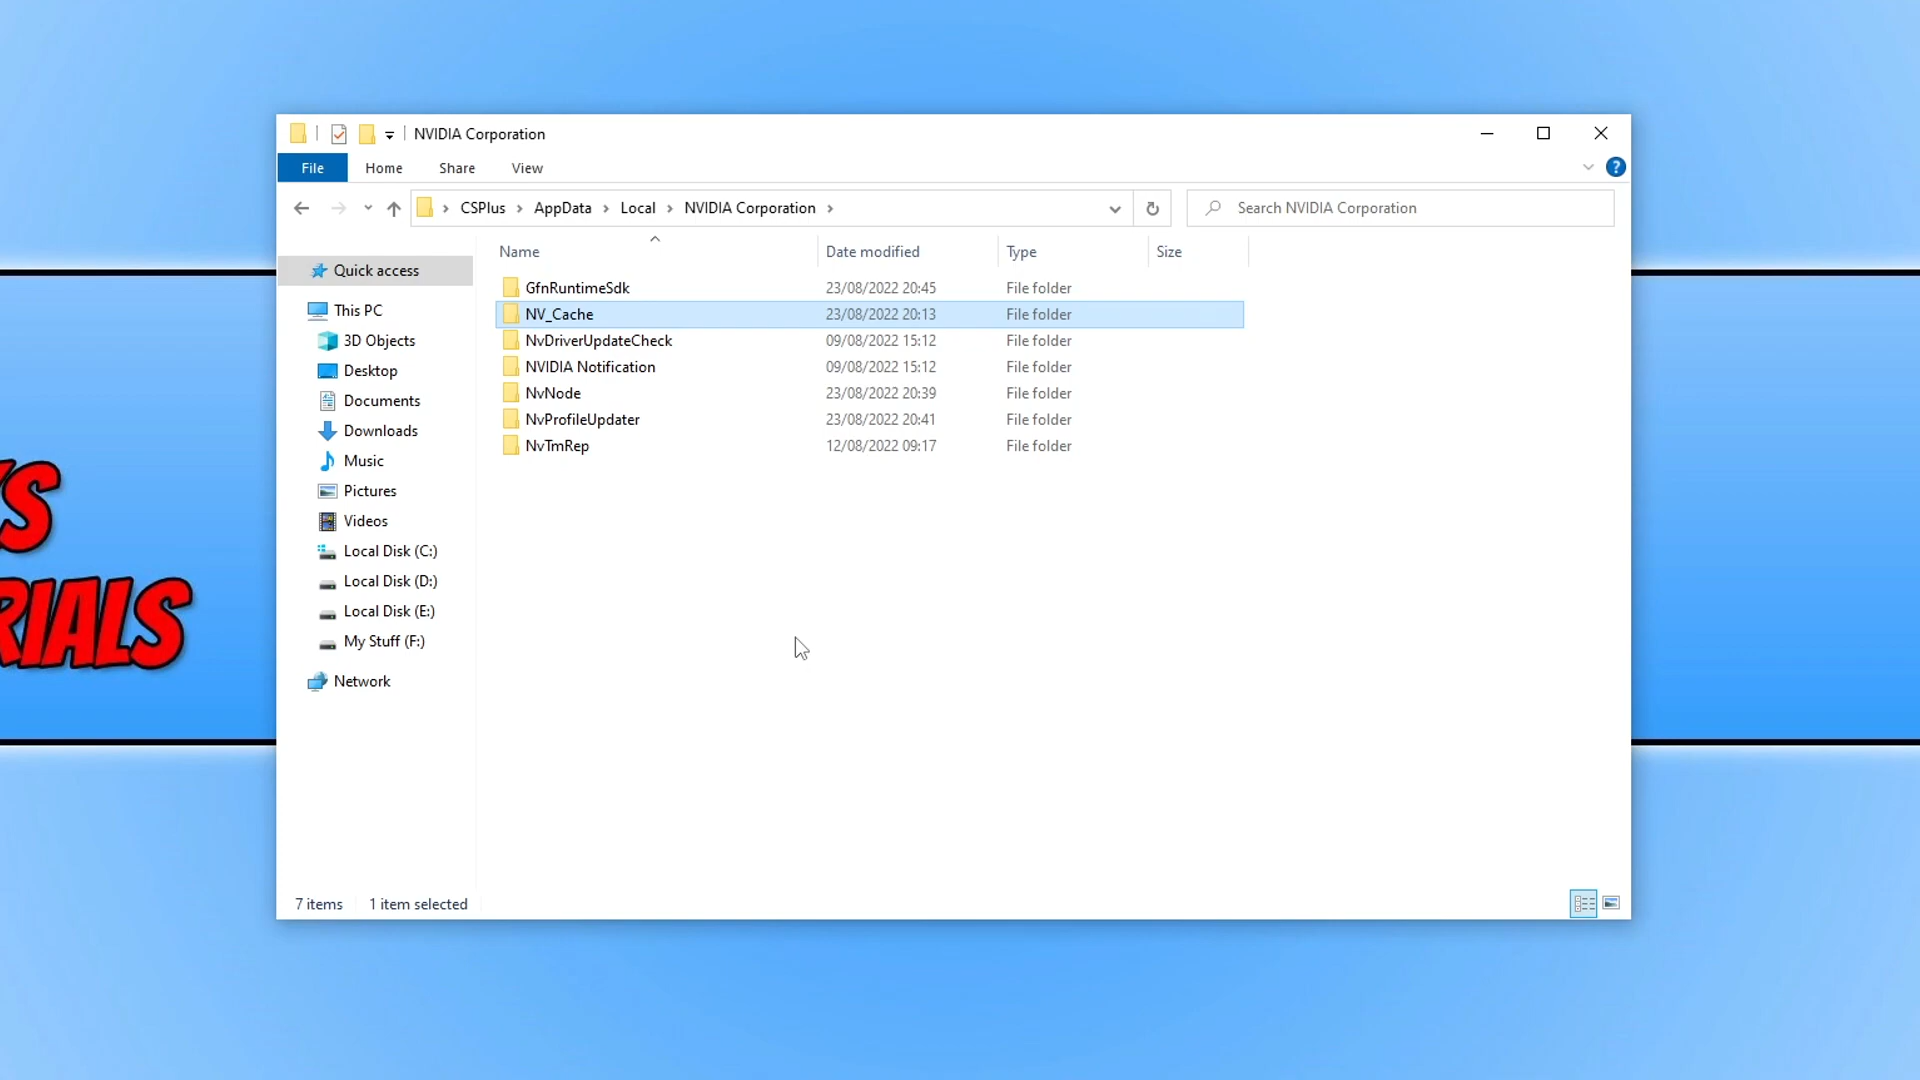 NVIDIA Corporation
File Home Share View
CSPlus AppData Local NVIDIA Corporation Search NVIDIA Corporation
Name Date modified Type Size
Quick access
This PC
3D Objects
Desktop
Documents
Downloads
Music
Pictures
Videos
Local Disk (C:)
Local Disk (D:)
Local Disk (E:)
My Stuff (F:)
Network
GfnRuntimeSdk 23/08/2022 20:45 File folder
NV_Cache 23/08/2022 20:13 File folder
NvDriverUpdateCheck 09/08/2022 15:12 File folder
NVIDIA Notification 09/08/2022 15:12 File folder
NvNode 23/08/2022 20:39 File folder
NvProfileUpdater 23/08/2022 20:41 File folder
NvTmRep 12/08/2022 09:17 File folder
7 items 1 item selected